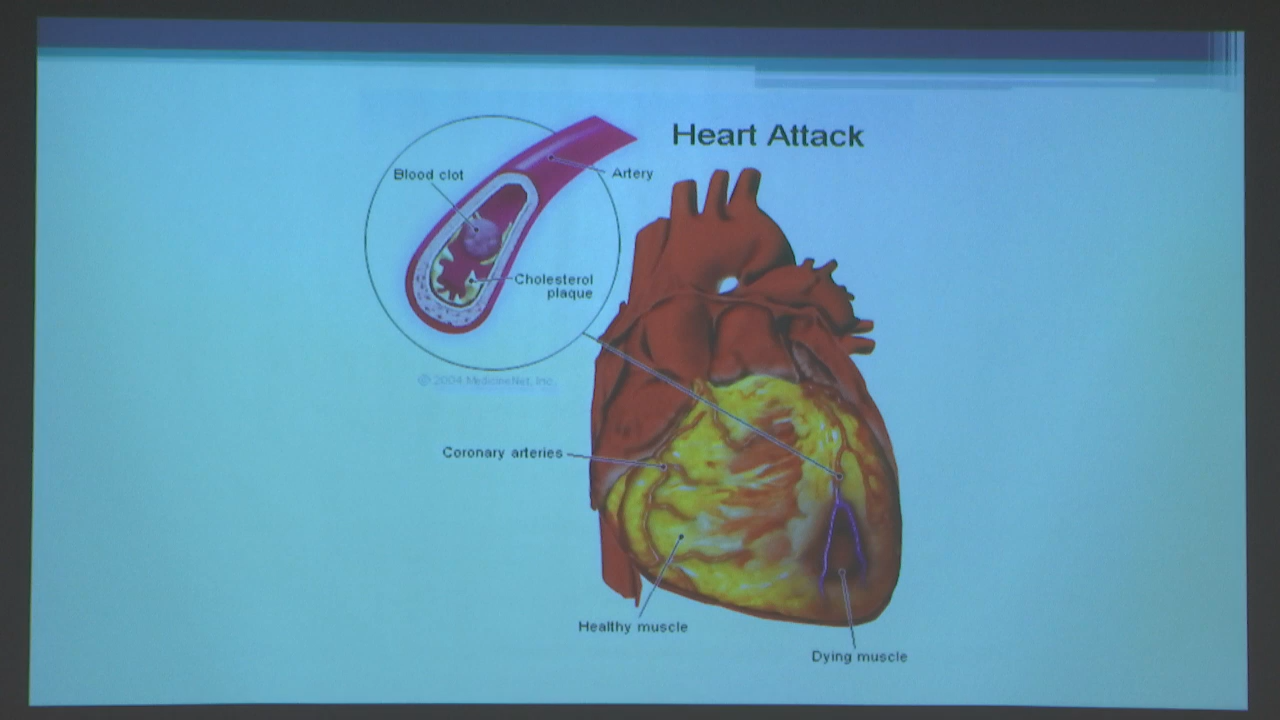 Heart Attack
Blood clot
Artery
Cholesterol
plaque
© 2004 MedicineNet, Inc.
Coronary arteries
Healthy muscle
Dying muscle